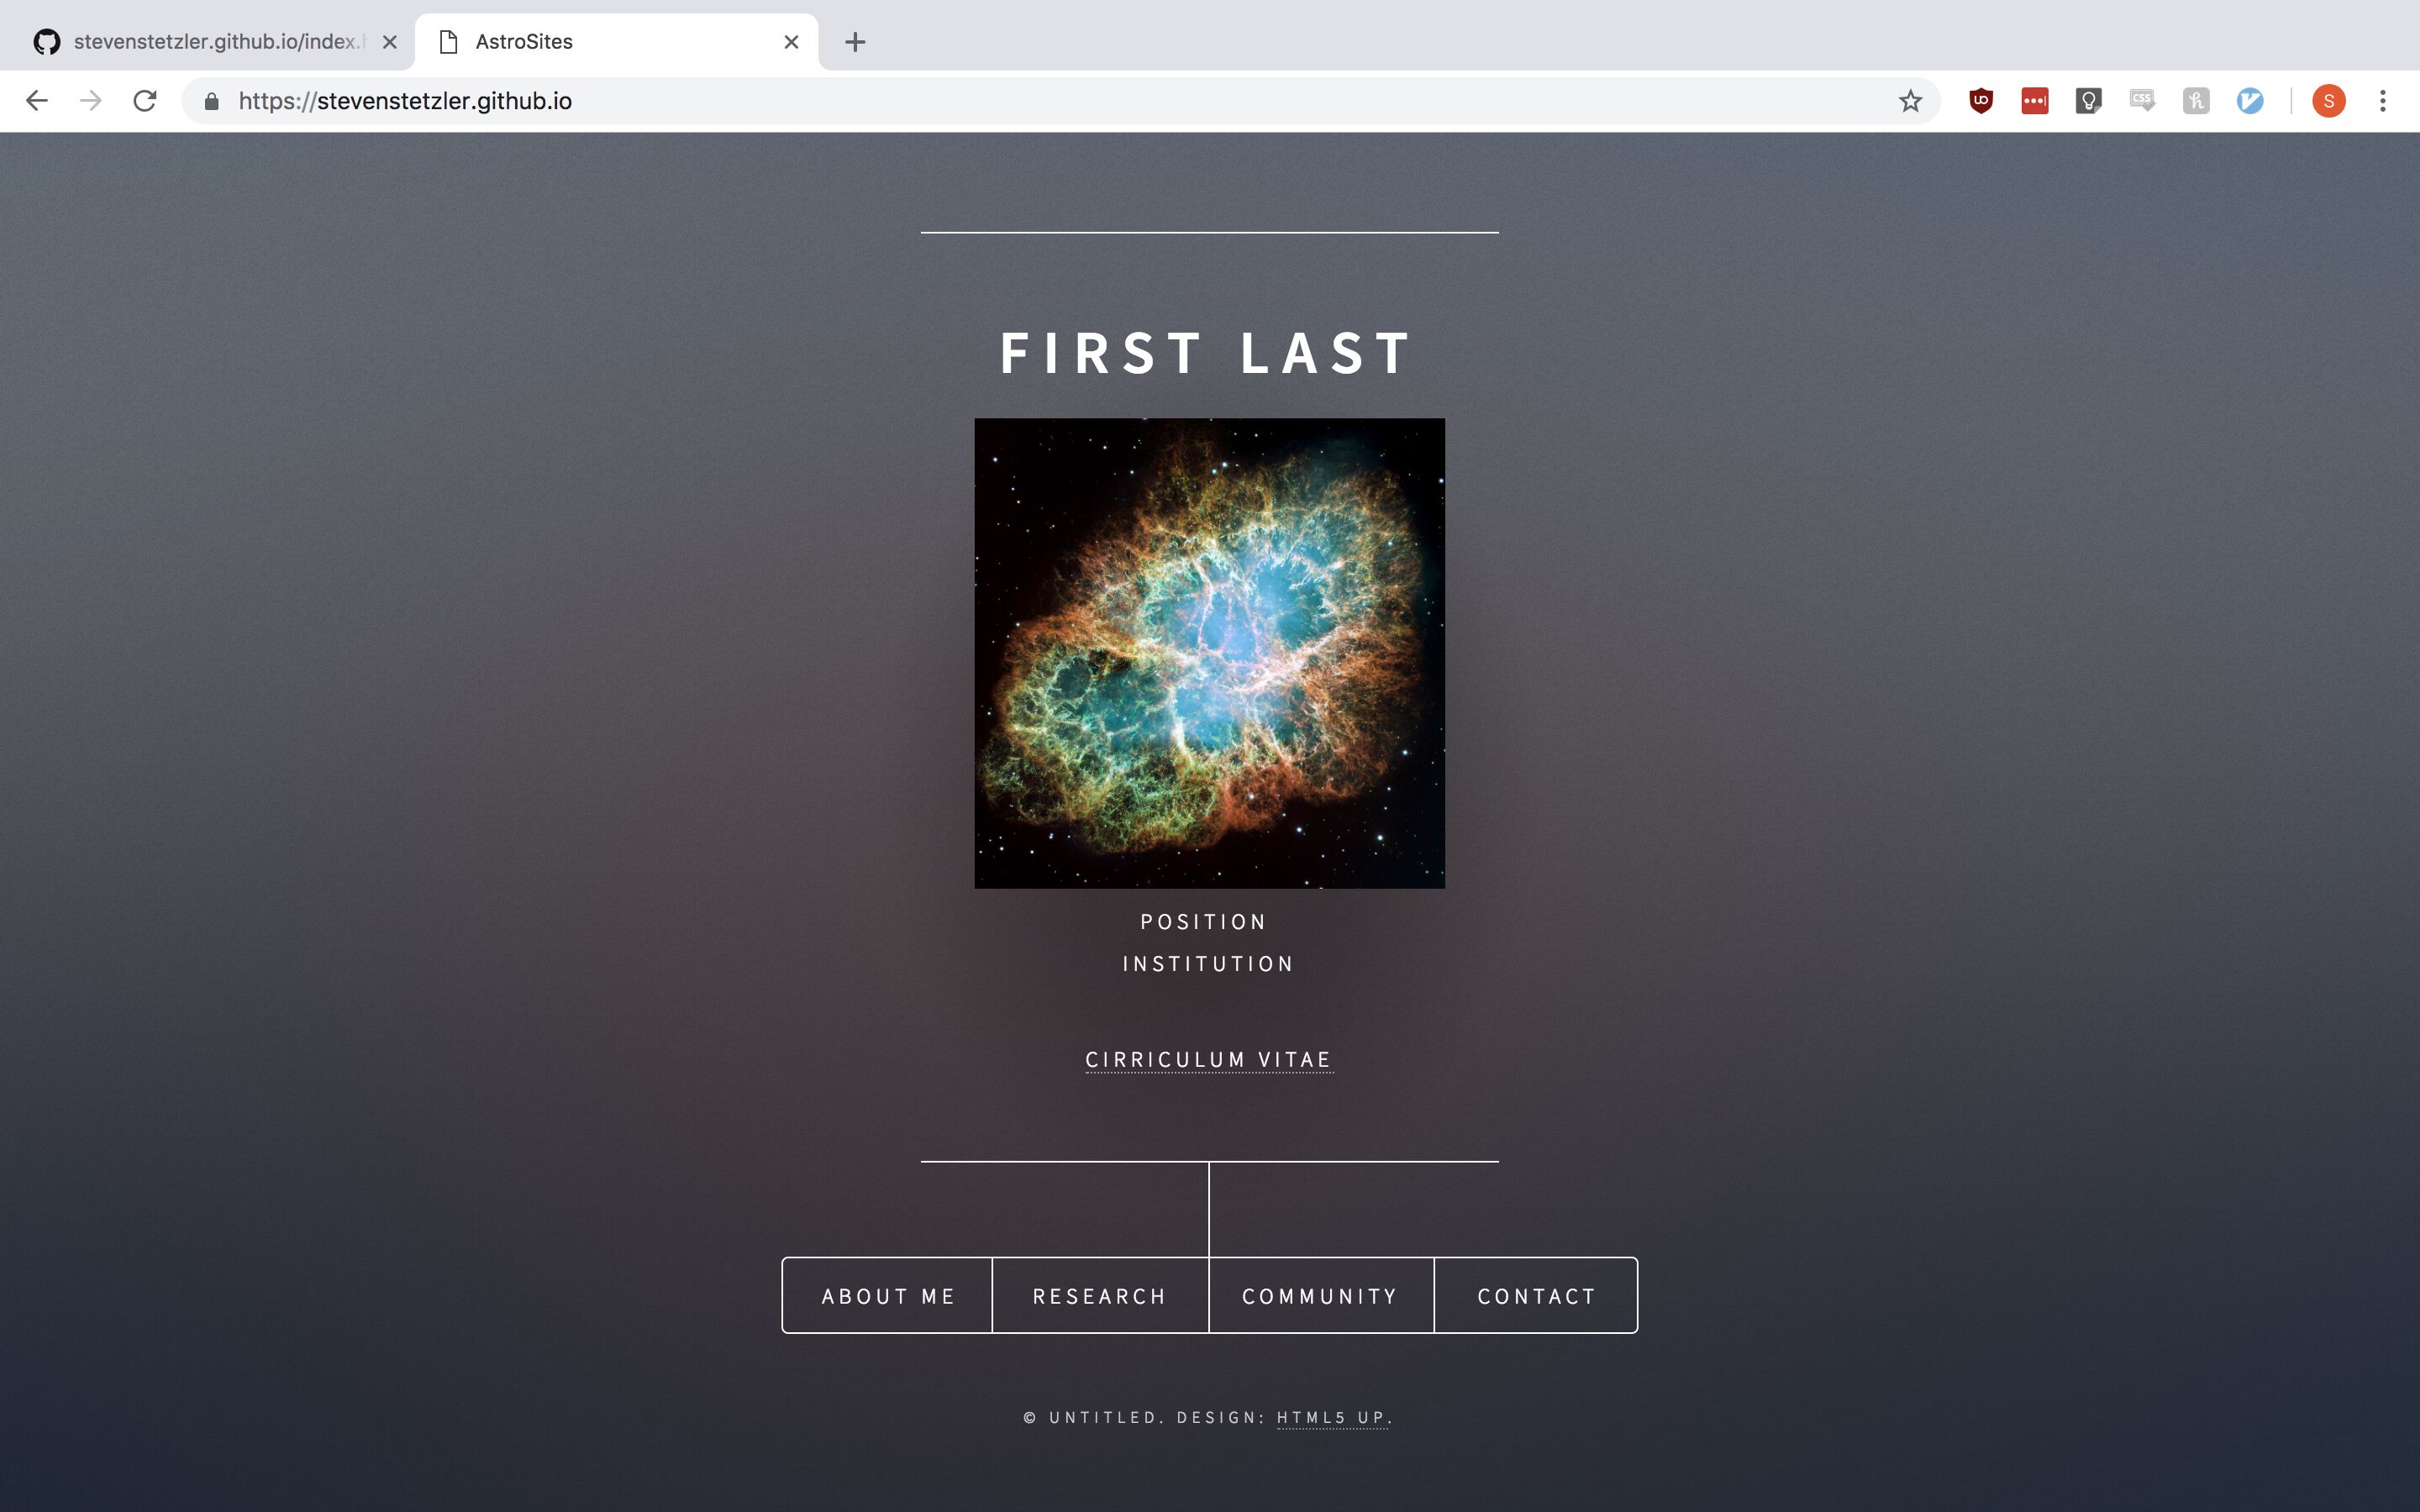 stevenstetzler.github.io/index.
AstroSites
https://stevenstetzler.github.io
S
FIRST LAST
POSITION
INSTITUTION
CIRRICULUM VITAE
ABOUT ME
RESEARCH
COMMUNITY
CONTACT
© UNTITLED. DESIGN: HTML5 UP.